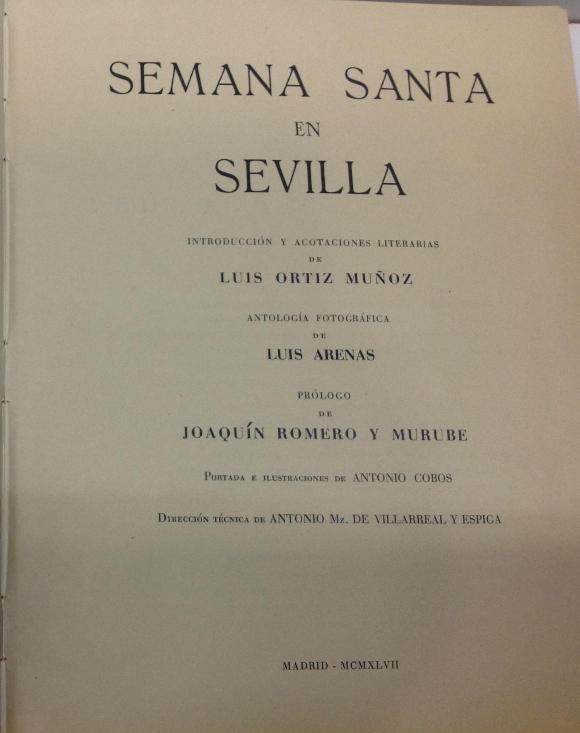 SEMANA SANTA
EN
SEVILLA
INTRODUCCIÓN Y ACOTACIONES LITERARIAS
DE
LUIS ORTIZ MUÑOZ
ANTOLOGÍA FOTOGRÁFICA
DE
LUIS ARENAS
PRÓLOGO
DE
JOAQUÍN ROMERO Y MURUBE
PORTADA E ILUSTRACIONES DE ANTONIO COBOS
DIRECCIÓN TÉCNICA DE ANTONIO Mz. DE VILLARREAL Y ESPIGA
MADRID - MCMXLVII